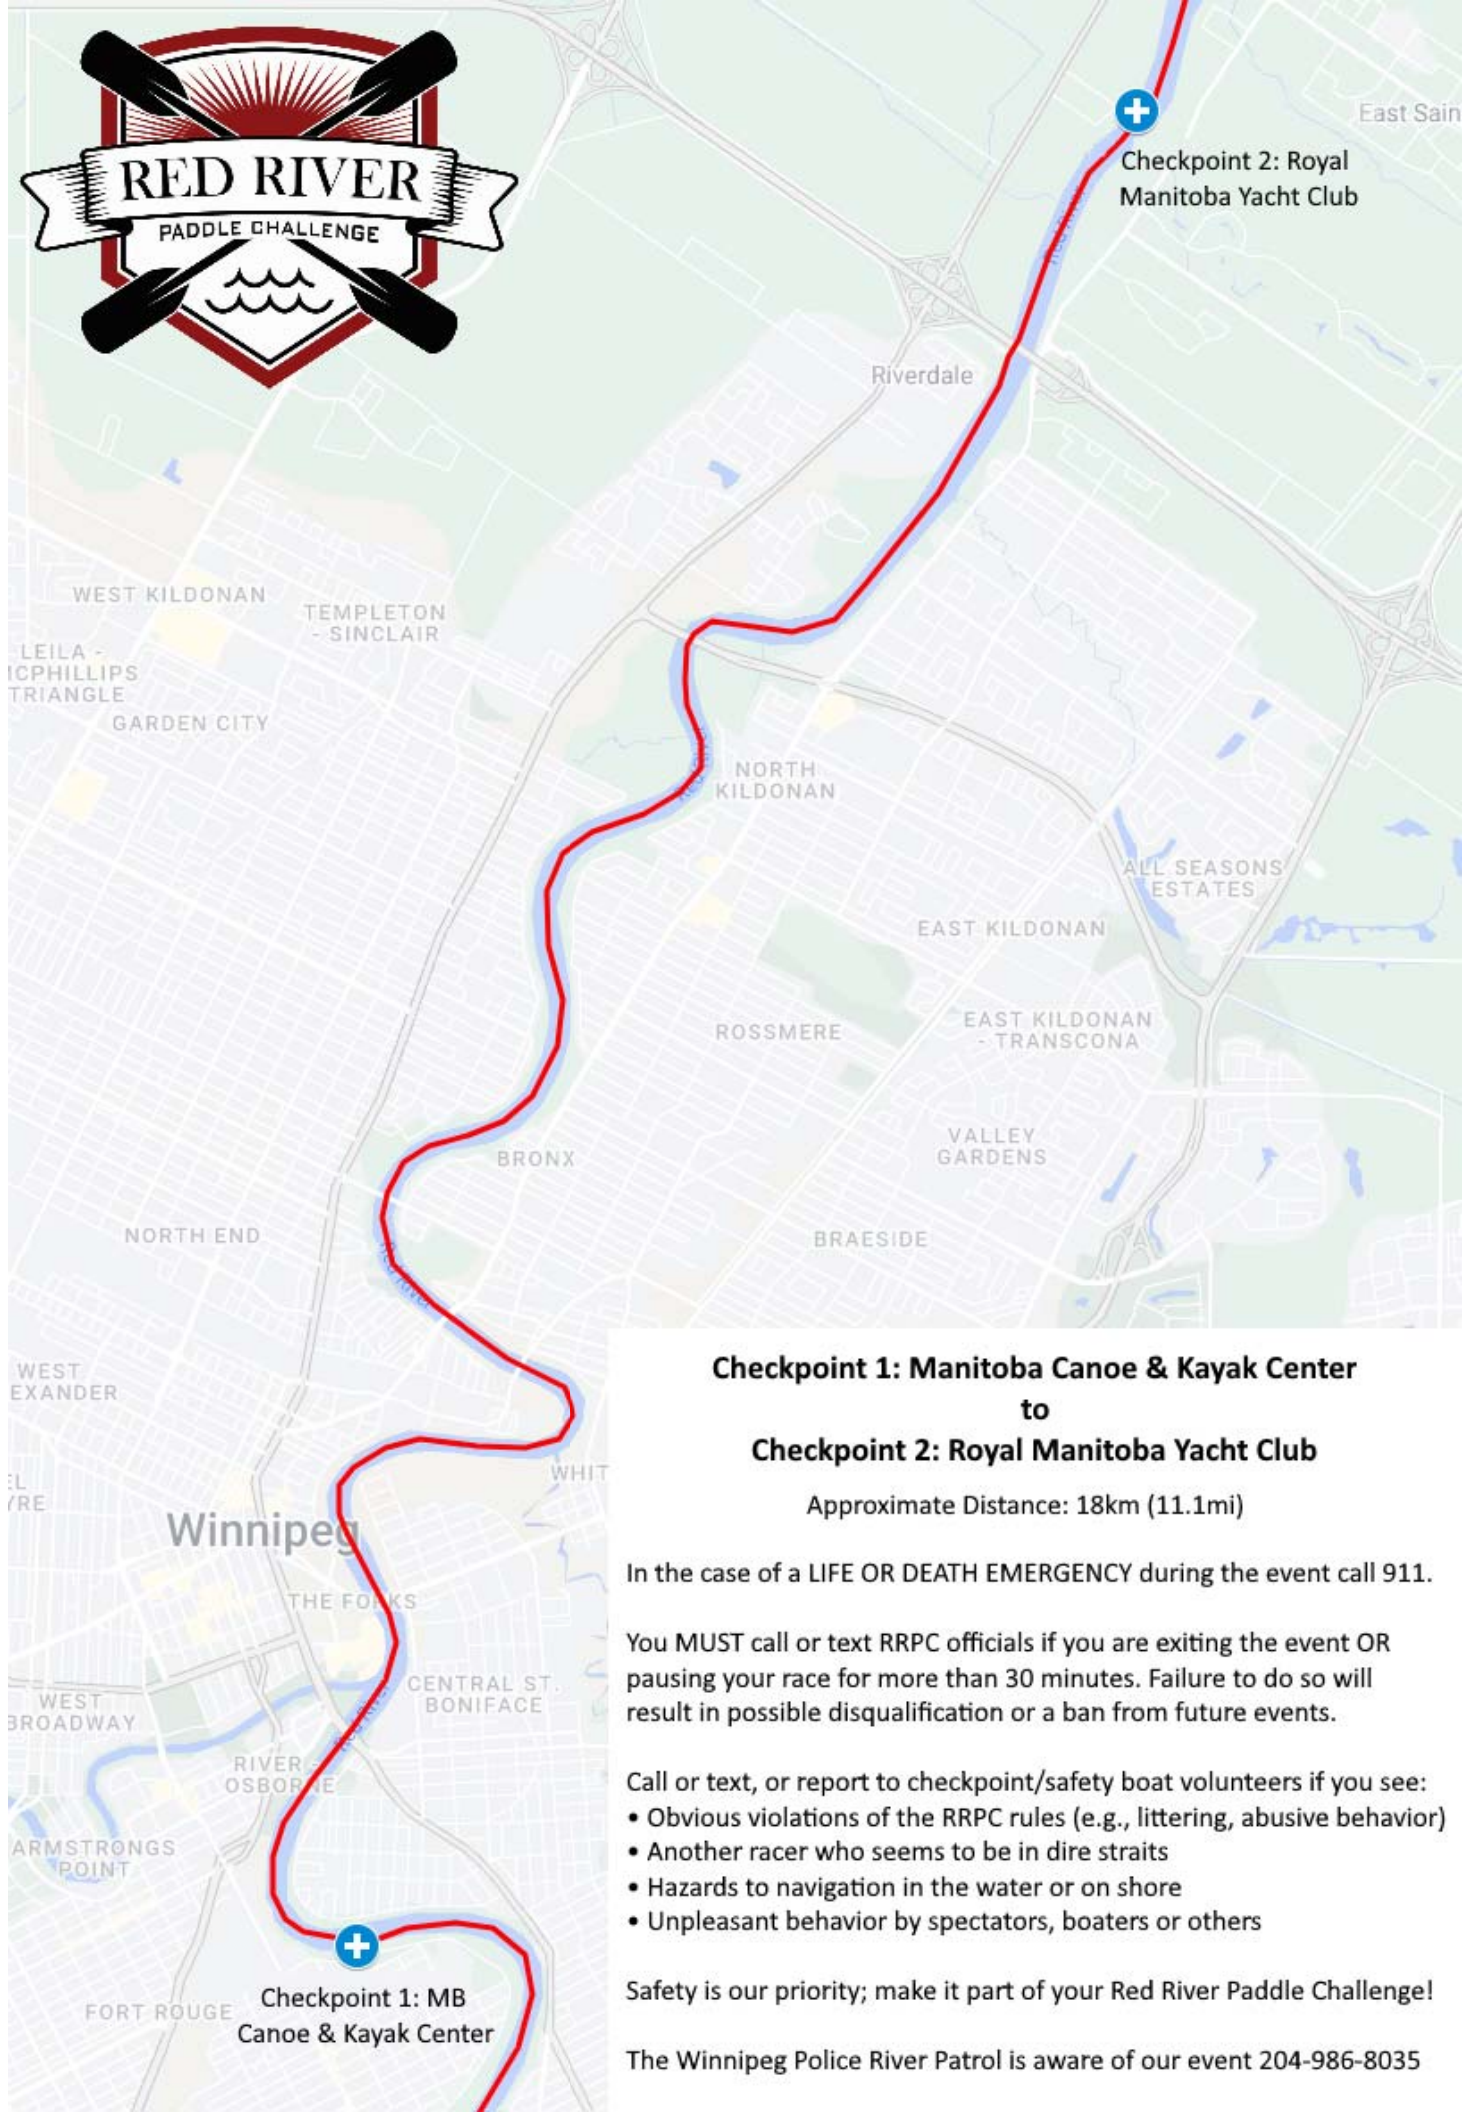 RED RIVER
PADDLE CHALLENGE
East Sain
Checkpoint 2: Royal
Manitoba Yacht Club
Red River
Riverdale
WEST KILDONAN
TEMPLETON
- SINCLAIR
LEILA -
MCPHILLIPS
TRIANGLE
GARDEN CITY
Red River
NORTH
KILDONAN
ALL SEASONS
ESTATES
EAST KILDONAN
ROSSMERE
EAST KILDONAN
- TRANSCONA
BRONX
VALLEY
GARDENS
NORTH END
BRAESIDE
Red River
WEST
EXANDER
WHIT
Winnipeg
THE FORKS
CENTRAL ST.
BONIFACE
WEST
BROADWAY
Red River
RIVER -
OSBORNE
ARMSTRONGS
POINT
FORT ROUGE
Checkpoint 1: MB
Canoe & Kayak Center
Checkpoint 1: Manitoba Canoe & Kayak Center
to
Checkpoint 2: Royal Manitoba Yacht Club
Approximate Distance: 18km (11.1mi)
In the case of a LIFE OR DEATH EMERGENCY during the event call 911.
You MUST call or text RRPC officials if you are exiting the event OR
pausing your race for more than 30 minutes. Failure to do so will
result in possible disqualification or a ban from future events.
Call or text, or report to checkpoint/safety boat volunteers if you see:
• Obvious violations of the RRPC rules (e.g., littering, abusive behavior)
• Another racer who seems to be in dire straits
• Hazards to navigation in the water or on shore
• Unpleasant behavior by spectators, boaters or others
Safety is our priority; make it part of your Red River Paddle Challenge!
The Winnipeg Police River Patrol is aware of our event 204-986-8035